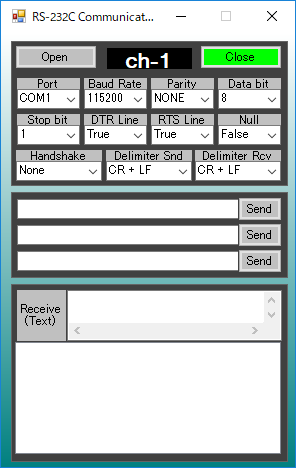 RS-232C Communicat...
Open ch-1 Close
Port Baud Rate Parity Data bit
COM1 115200 NONE 8
Stop bit DTR Line RTS Line Null
1 True True False
Handshake Delimiter Snd Delimiter Rcv
None CR + LF CR + LF
Send
Send
Send
Receive
(Text)